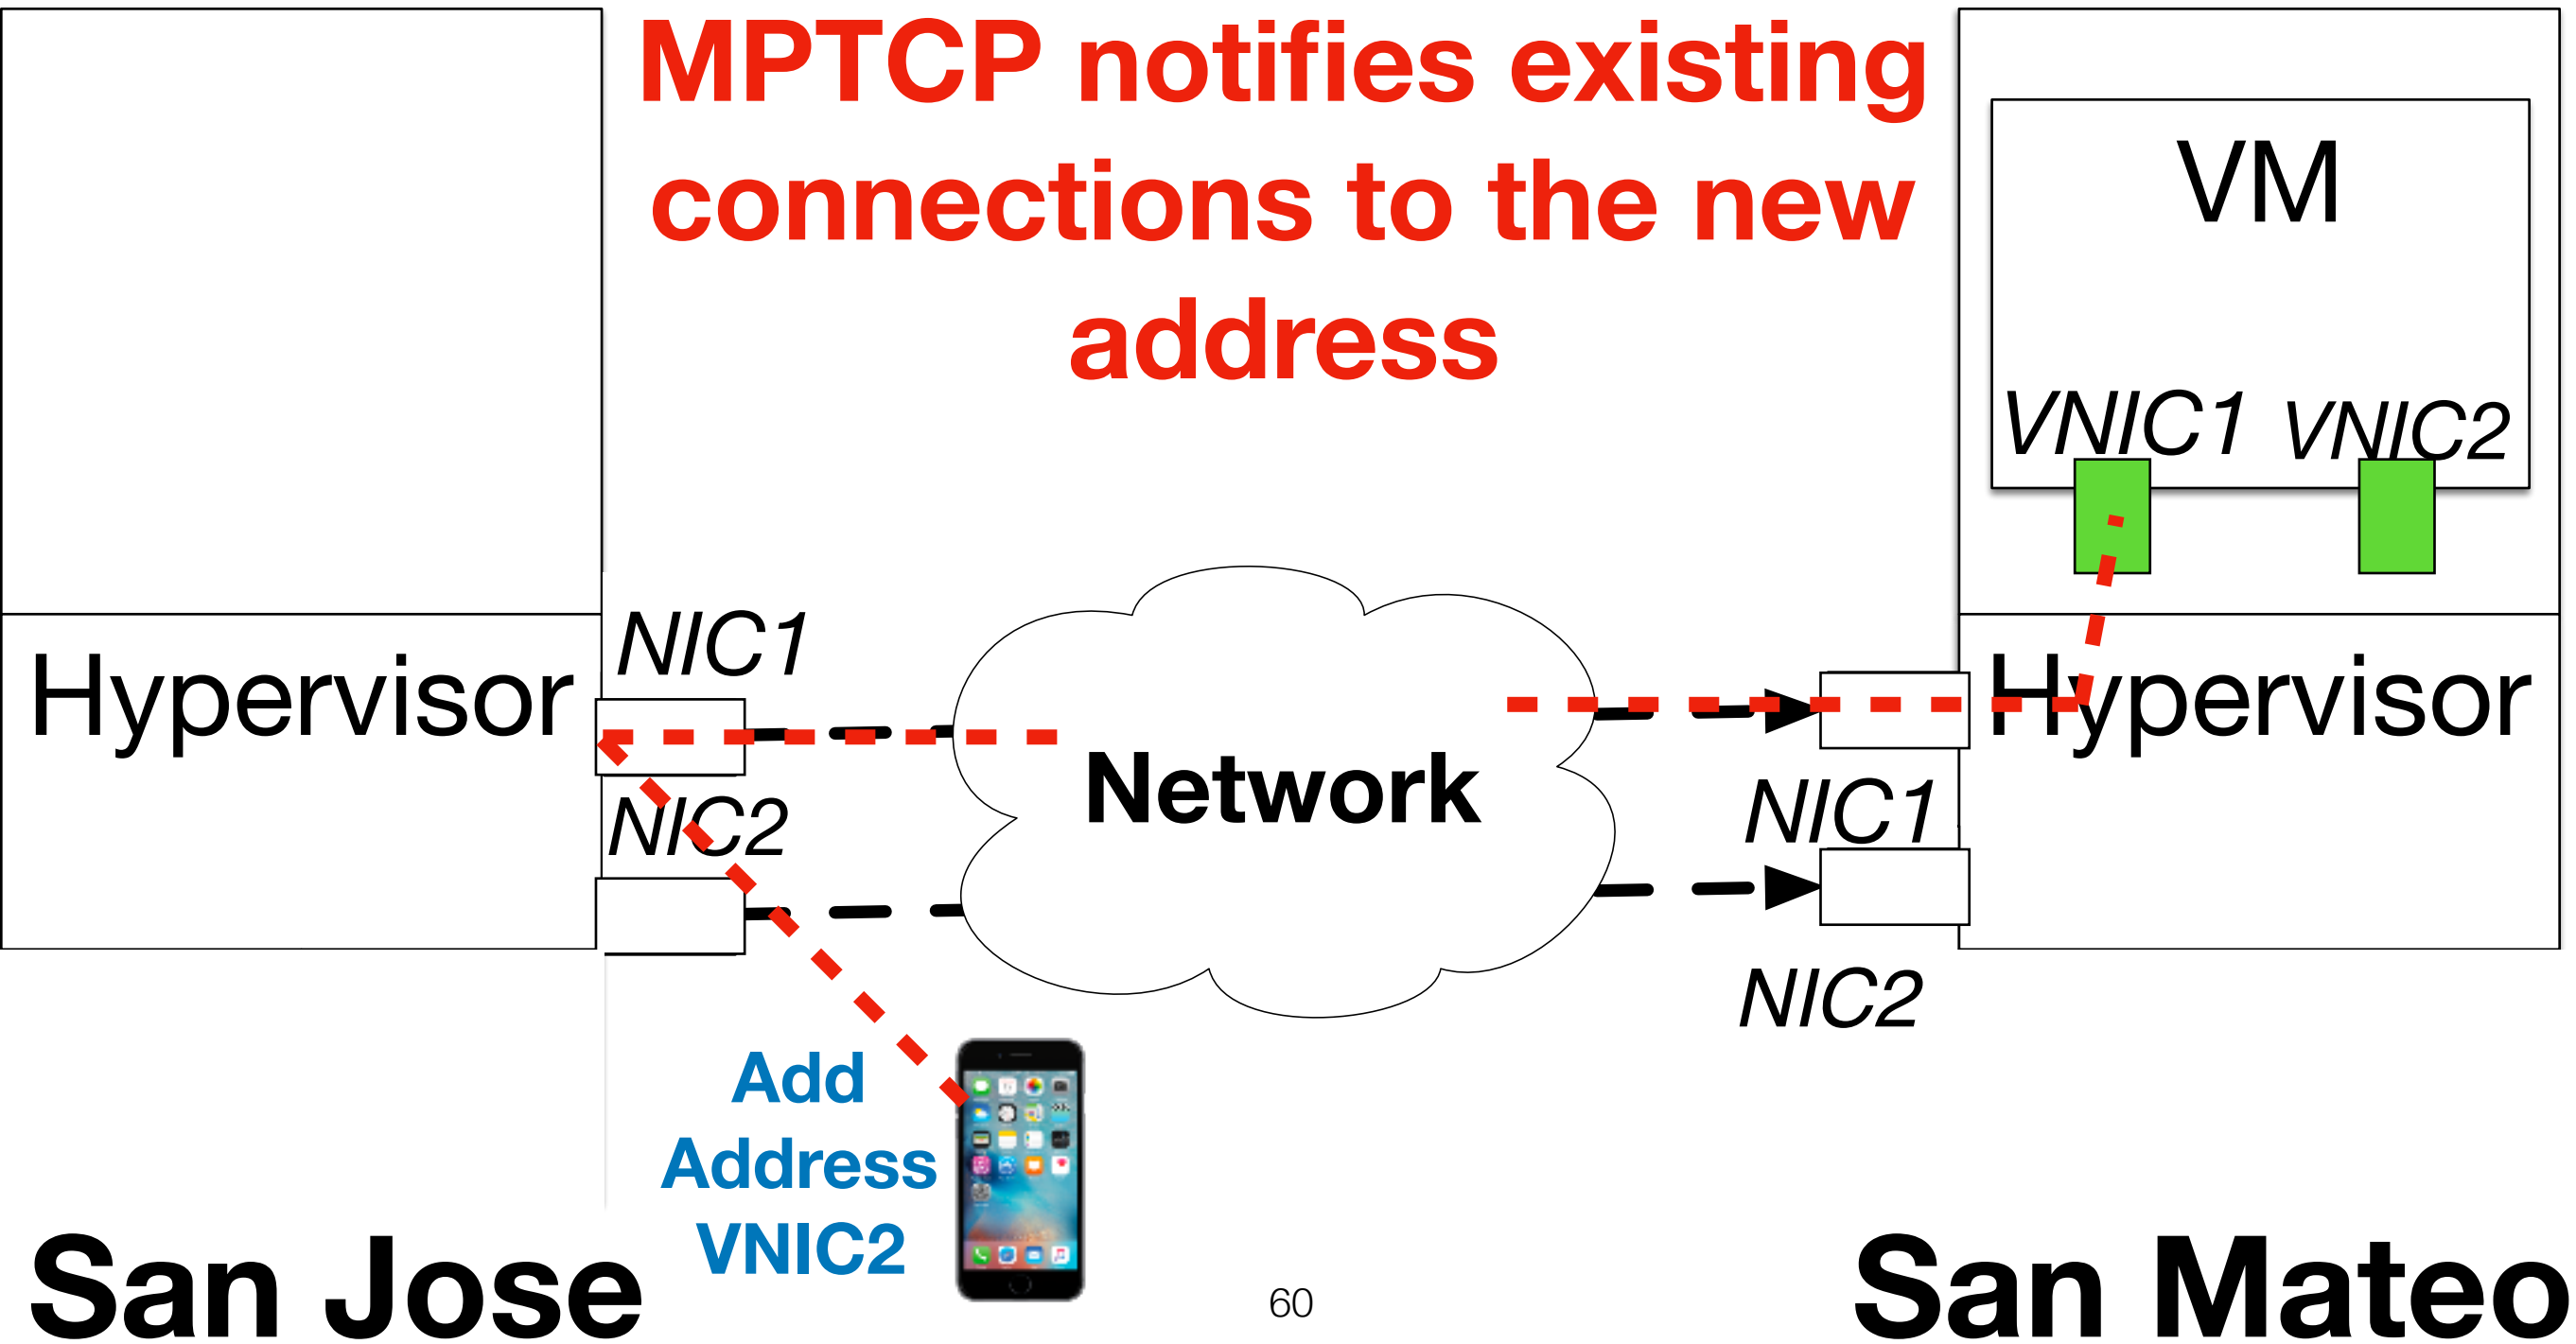 MPTCP notifies existing
connections to the new
address
VM
VNIC1 VNIC2
Hypervisor
NIC1
NIC2
Network
Hypervisor
NIC1
NIC2
Add
Address
VNIC2
San Jose
60
San Mateo